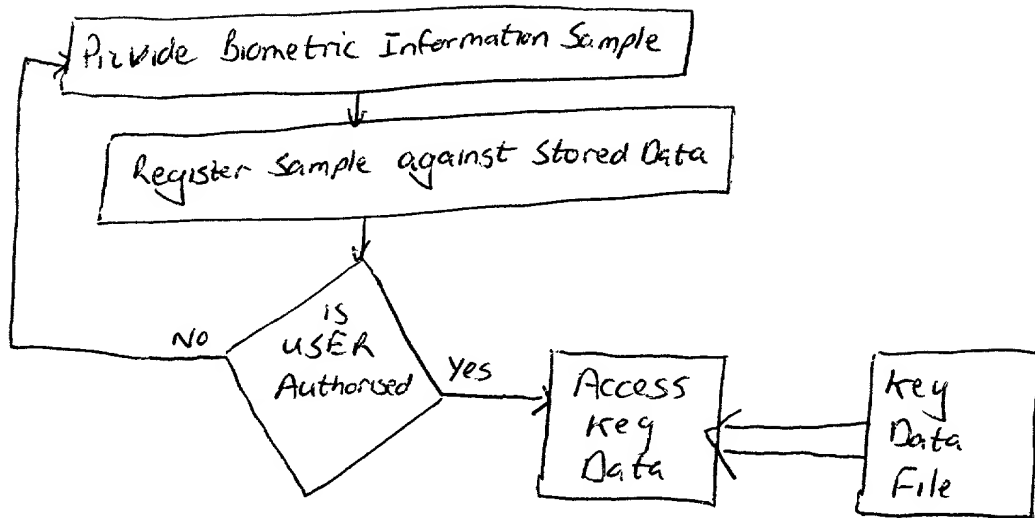 Provide Biometric Information Sample
Register Sample against Stored Data
is
USER
Authorised
No
Yes
Access
Key
Data
Key
Data
File